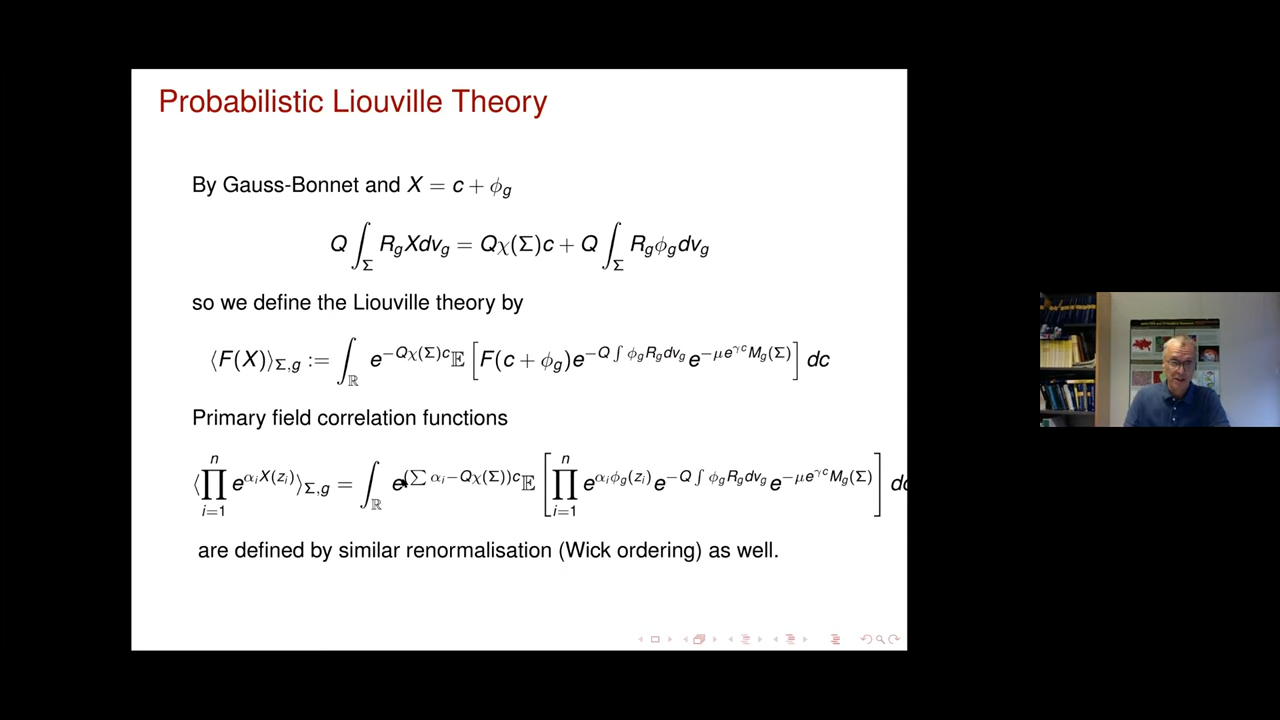 Probabilistic Liouville Theory
By Gauss-Bonnet and X = c + ϕ_g
Q ∫_Σ R_g X dv_g = Qχ(Σ)c + Q ∫_Σ R_g ϕ_g dv_g
so we define the Liouville theory by
⟨F(X)⟩_{Σ,g} := ∫_ℝ e^{−Qχ(Σ)c} 𝔼 [F(c + ϕ_g)e^{−Q ∫ ϕ_g R_g dv_g} e^{−μe^{γc} M_g(Σ)}] dc
Primary field correlation functions
⟨∏_{i=1}^n e^{α_i X(z_i)}⟩_{Σ,g} = ∫_ℝ e^{(∑ α_i − Qχ(Σ))c} 𝔼 [∏_{i=1}^n e^{α_i ϕ_g(z_i)} e^{−Q ∫ ϕ_g R_g dv_g} e^{−μe^{γc} M_g(Σ)}] dc
are defined by similar renormalisation (Wick ordering) as well.